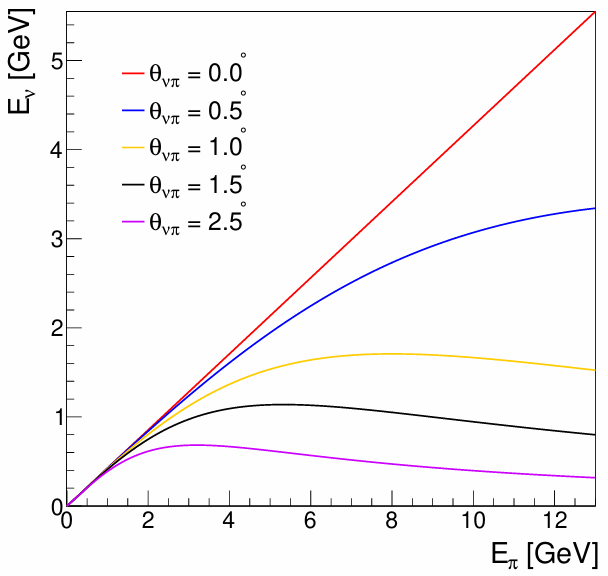 E_ν [GeV]
5
4
3
2
1
0
θ_νπ = 0.0°
θ_νπ = 0.5°
θ_νπ = 1.0°
θ_νπ = 1.5°
θ_νπ = 2.5°
0 2 4 6 8 10 12
E_π [GeV]